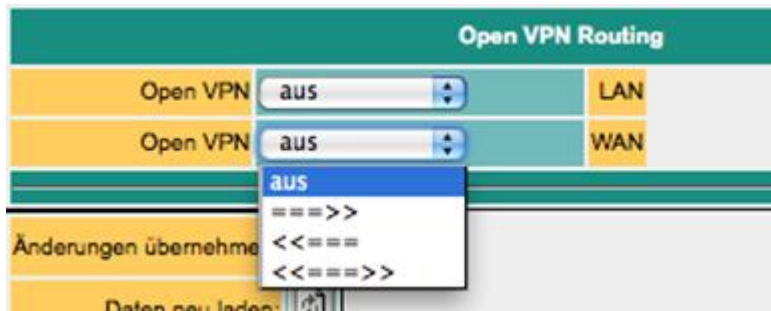 Open VPN Routing
Open VPN aus LAN
Open VPN aus WAN
aus
===>>
<<===
<<===>>
Änderungen übernehme
Daten neu laden: